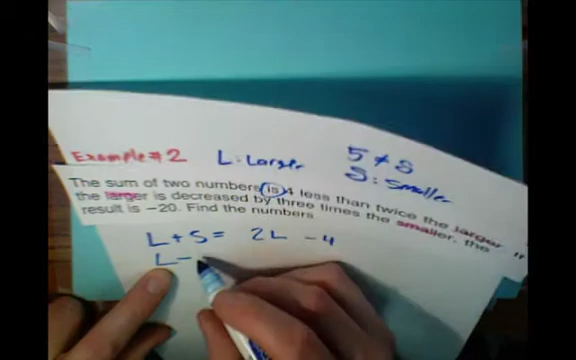 Example #2 L: Larger 5 ≠ S
S: Smaller
The sum of two numbers is 4 less than twice the larger. If
the larger is decreased by three times the smaller, the
result is -20. Find the numbers
L + S = 2L - 4
L -